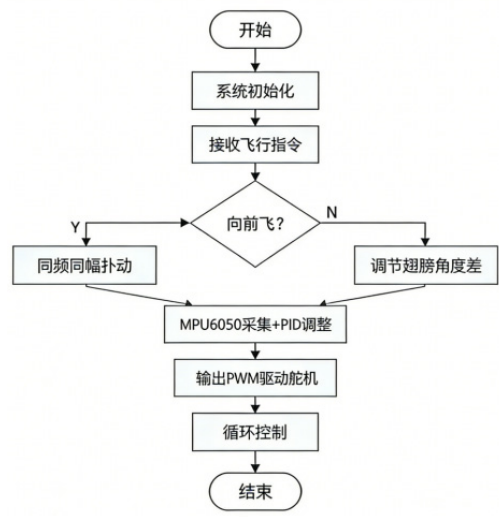 开始
系统初始化
接收飞行指令
向前飞?
Y
N
同频同幅扑动
调节翅膀角度差
MPU6050采集+PID调整
输出PWM驱动舵机
循环控制
结束